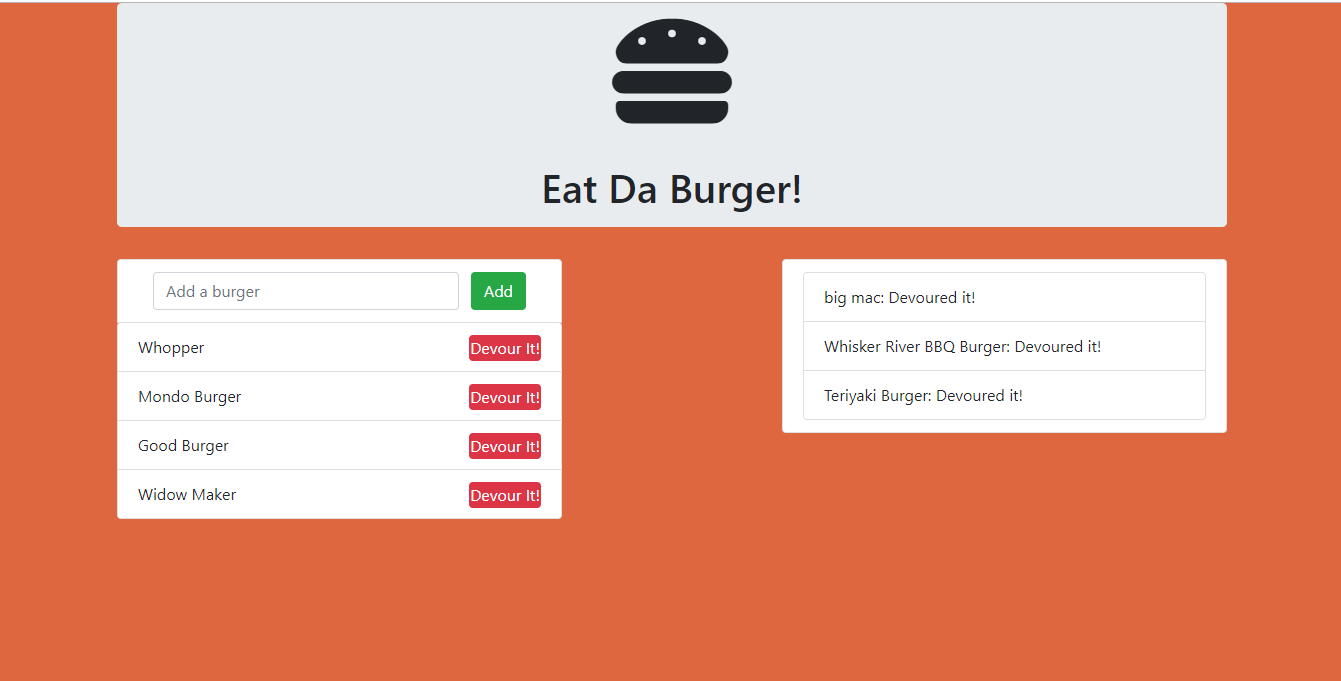 Eat Da Burger!
Add a burger Add
Whopper Devour It!
Mondo Burger Devour It!
Good Burger Devour It!
Widow Maker Devour It!
big mac: Devoured it!
Whisker River BBQ Burger: Devoured it!
Teriyaki Burger: Devoured it!